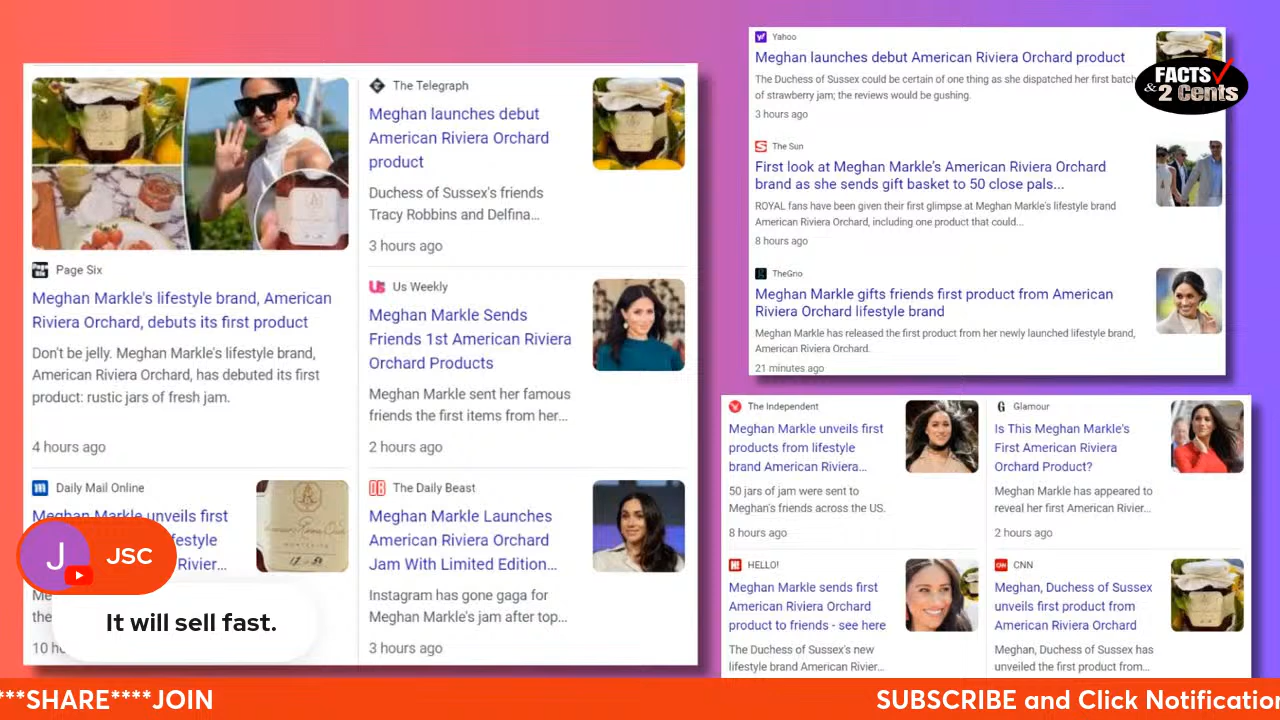 Page Six
Meghan Markle's lifestyle brand, American
Riviera Orchard, debuts its first product
Don't be jelly. Meghan Markle's lifestyle brand,
American Riviera Orchard, has debuted its first
product: rustic jars of fresh jam.
4 hours ago
Daily Mail Online
Meghan Markle unveils first
festyle
Rivier...
Me
the
10 ho
The Telegraph
Meghan launches debut
American Riviera Orchard
product
Duchess of Sussex's friends
Tracy Robbins and Delfina...
3 hours ago
Us Weekly
Meghan Markle Sends
Friends 1st American Riviera
Orchard Products
Meghan Markle sent her famous
friends the first items from her...
2 hours ago
The Daily Beast
Meghan Markle Launches
American Riviera Orchard
Jam With Limited Edition...
Instagram has gone gaga for
Meghan Markle's jam after top...
3 hours ago
Yahoo
Meghan launches debut American Riviera Orchard product
The Duchess of Sussex could be certain of one thing as she dispatched her first batch
of strawberry jam; the reviews would be gushing.
3 hours ago
The Sun
First look at Meghan Markle's American Riviera Orchard
brand as she sends gift basket to 50 close pals...
ROYAL fans have been given their first glimpse at Meghan Markle's lifestyle brand
American Riviera Orchard, including one product that could...
8 hours ago
TheGno
Meghan Markle gifts friends first product from American
Riviera Orchard lifestyle brand
Meghan Markle has released the first product from her newly launched lifestyle brand,
American Riviera Orchard.
21 minutes ago
FACTS
& 2 Cents
The Independent
Meghan Markle unveils first
products from lifestyle
brand American Riviera...
50 jars of jam were sent to
Meghan's friends across the US.
8 hours ago
Glamour
Is This Meghan Markle's
First American Riviera
Orchard Product?
Meghan Markle has appeared to
reveal her first American Rivier...
2 hours ago
HELLO!
Meghan Markle sends first
American Riviera Orchard
product to friends - see here
The Duchess of Sussex's new
lifestyle brand American Rivier...
CNN
Meghan, Duchess of Sussex
unveils first product from
American Riviera Orchard
Meghan, Duchess of Sussex has
unveiled the first product from...
J
JSC
It will sell fast.
***SHARE****JOIN
SUBSCRIBE and Click Notification